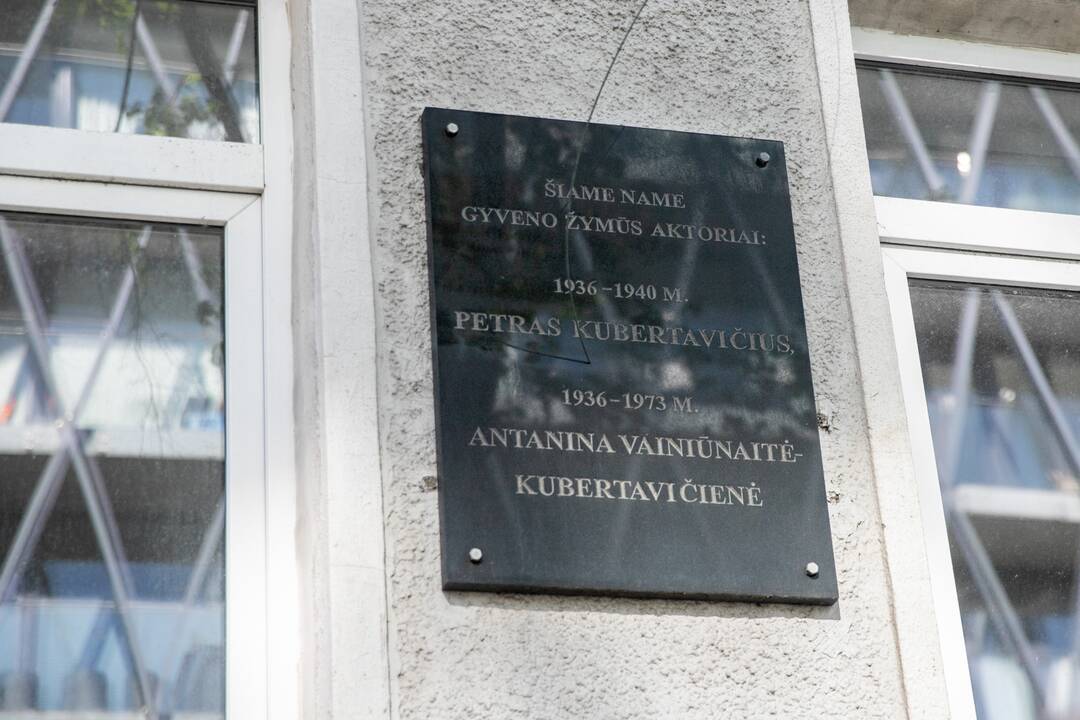 ŠIAME NAME
GYVENO ŽYMŪS AKTORIAI:
1936–1940 M.
PETRAS KUBERTAVIČIUS,
1936–1973 M.
ANTANINA VAINIŪNAITĖ-
KUBERTAVIČIENĖ